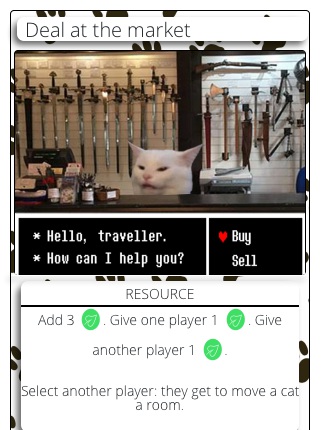 Deal at the market
* Hello, traveller.
* How can I help you?
Buy
Sell
RESOURCE
Add 3 . Give one player 1 . Give
another player 1 .
Select another player: they get to move a cat
a room.